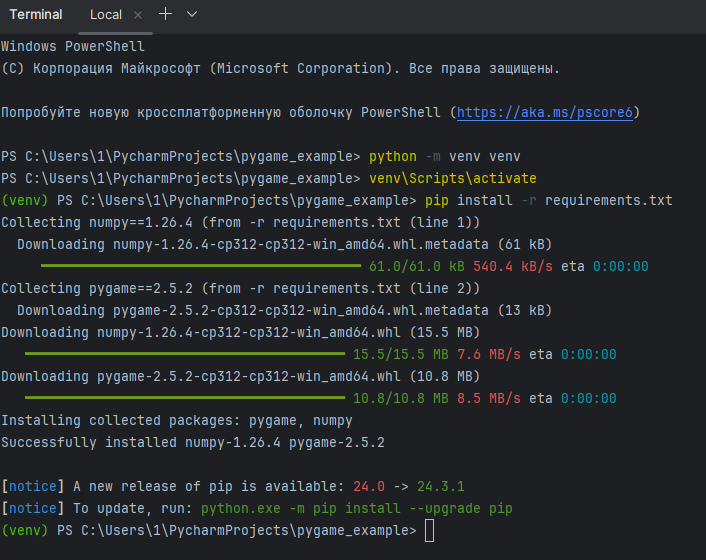 Terminal Local × +
Windows PowerShell
(C) Корпорация Майкрософт (Microsoft Corporation). Все права защищены.
Попробуйте новую кроссплатформенную оболочку PowerShell (https://aka.ms/pscore6)
PS C:\Users\1\PycharmProjects\pygame_example> python -m venv venv
PS C:\Users\1\PycharmProjects\pygame_example> venv\Scripts\activate
(venv) PS C:\Users\1\PycharmProjects\pygame_example> pip install -r requirements.txt
Collecting numpy==1.26.4 (from -r requirements.txt (line 1))
  Downloading numpy-1.26.4-cp312-cp312-win_amd64.whl.metadata (61 kB)
61.0/61.0 kB 540.4 kB/s eta 0:00:00
Collecting pygame==2.5.2 (from -r requirements.txt (line 2))
  Downloading pygame-2.5.2-cp312-cp312-win_amd64.whl.metadata (13 kB)
Downloading numpy-1.26.4-cp312-cp312-win_amd64.whl (15.5 MB)
15.5/15.5 MB 7.6 MB/s eta 0:00:00
Downloading pygame-2.5.2-cp312-cp312-win_amd64.whl (10.8 MB)
10.8/10.8 MB 8.5 MB/s eta 0:00:00
Installing collected packages: pygame, numpy
Successfully installed numpy-1.26.4 pygame-2.5.2
[notice] A new release of pip is available: 24.0 -> 24.3.1
[notice] To update, run: python.exe -m pip install --upgrade pip
(venv) PS C:\Users\1\PycharmProjects\pygame_example>